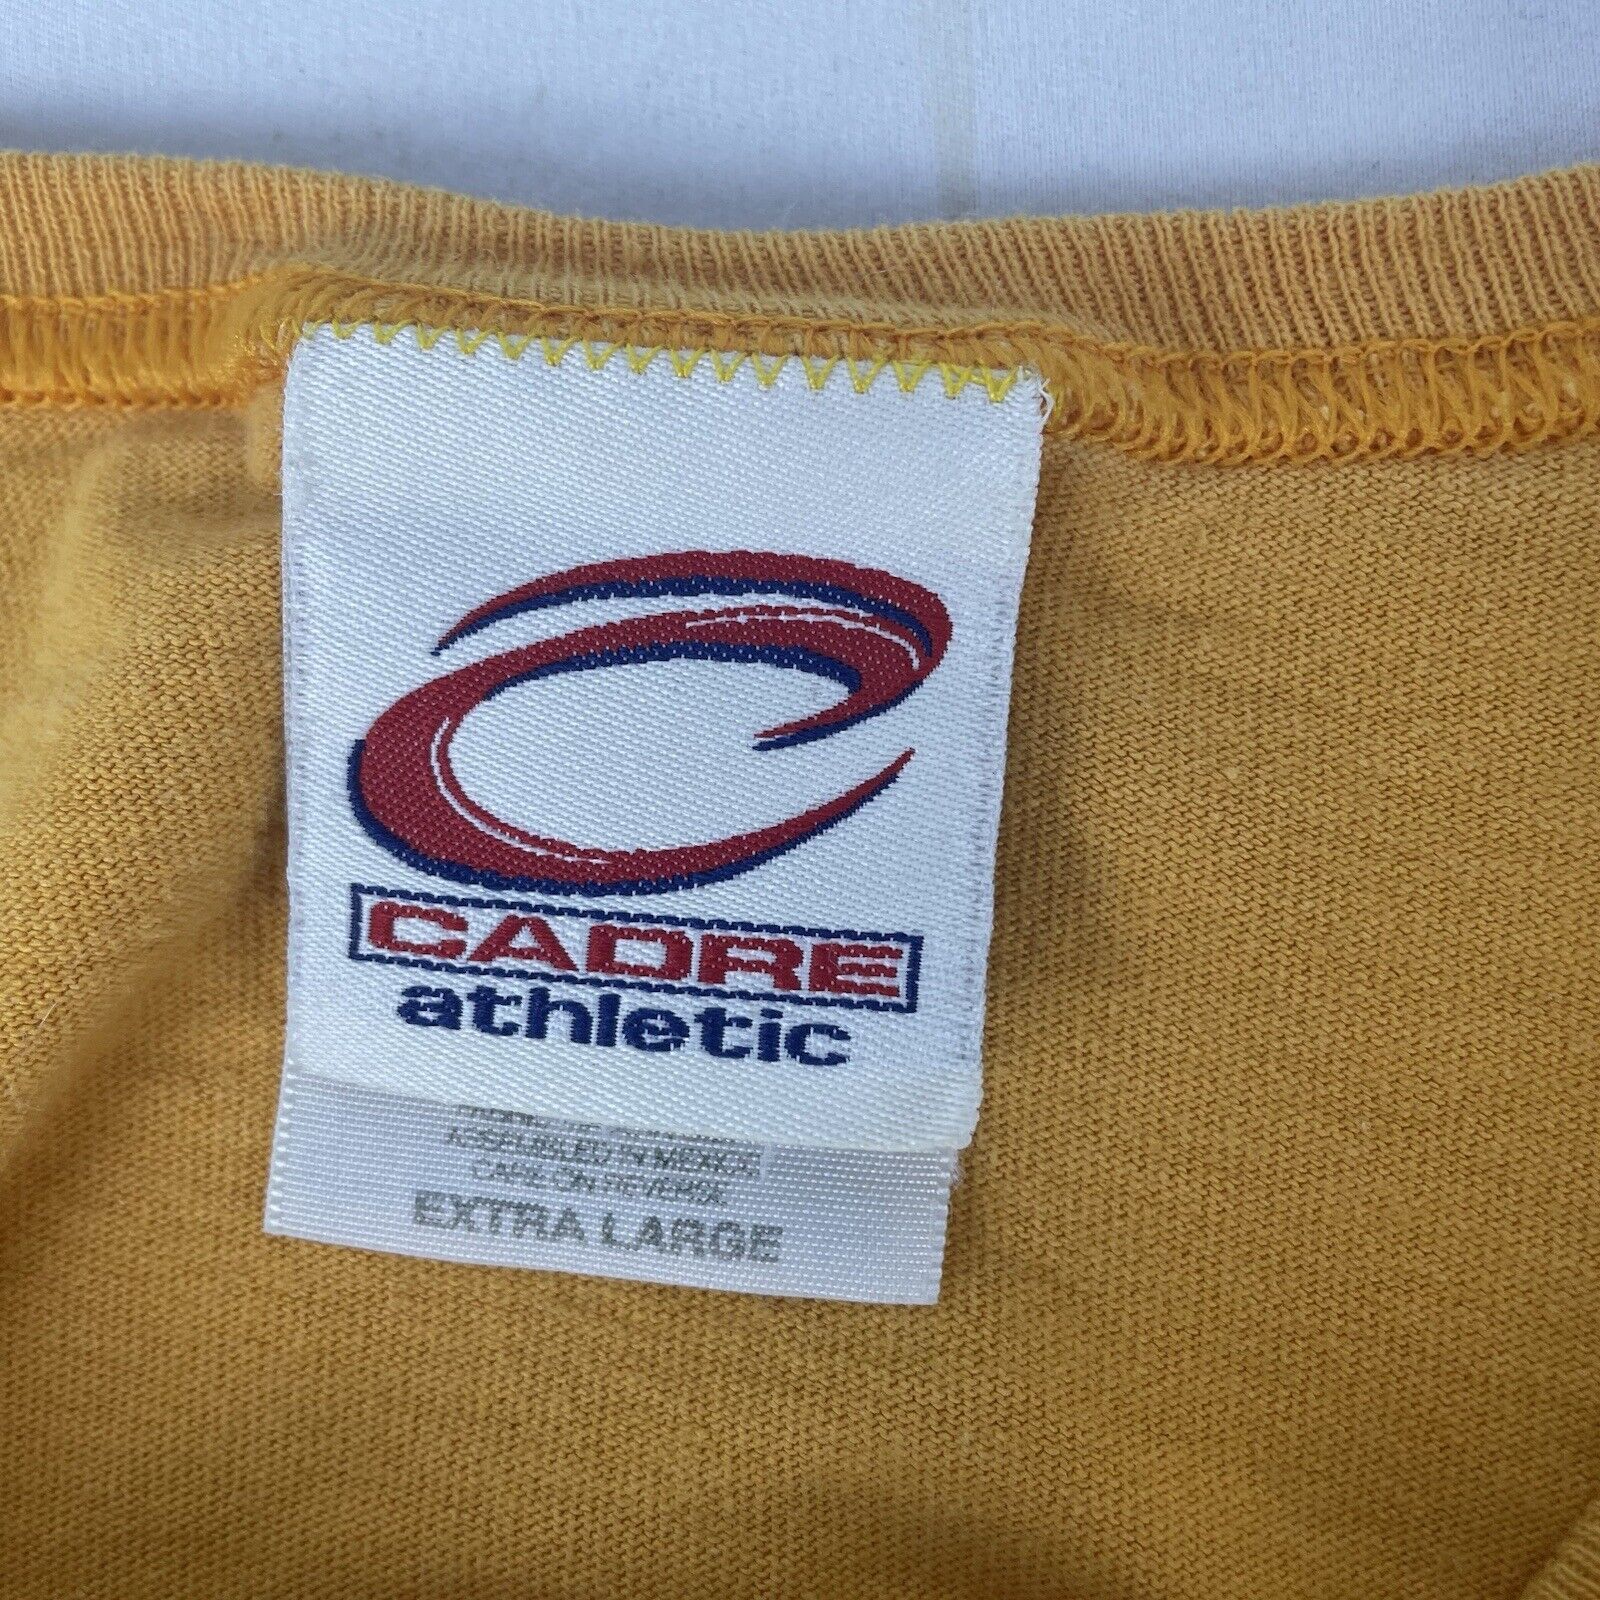 CADRE
athletic
ASSEMBLED IN MEXICO
CARE ON REVERSE
EXTRA LARGE